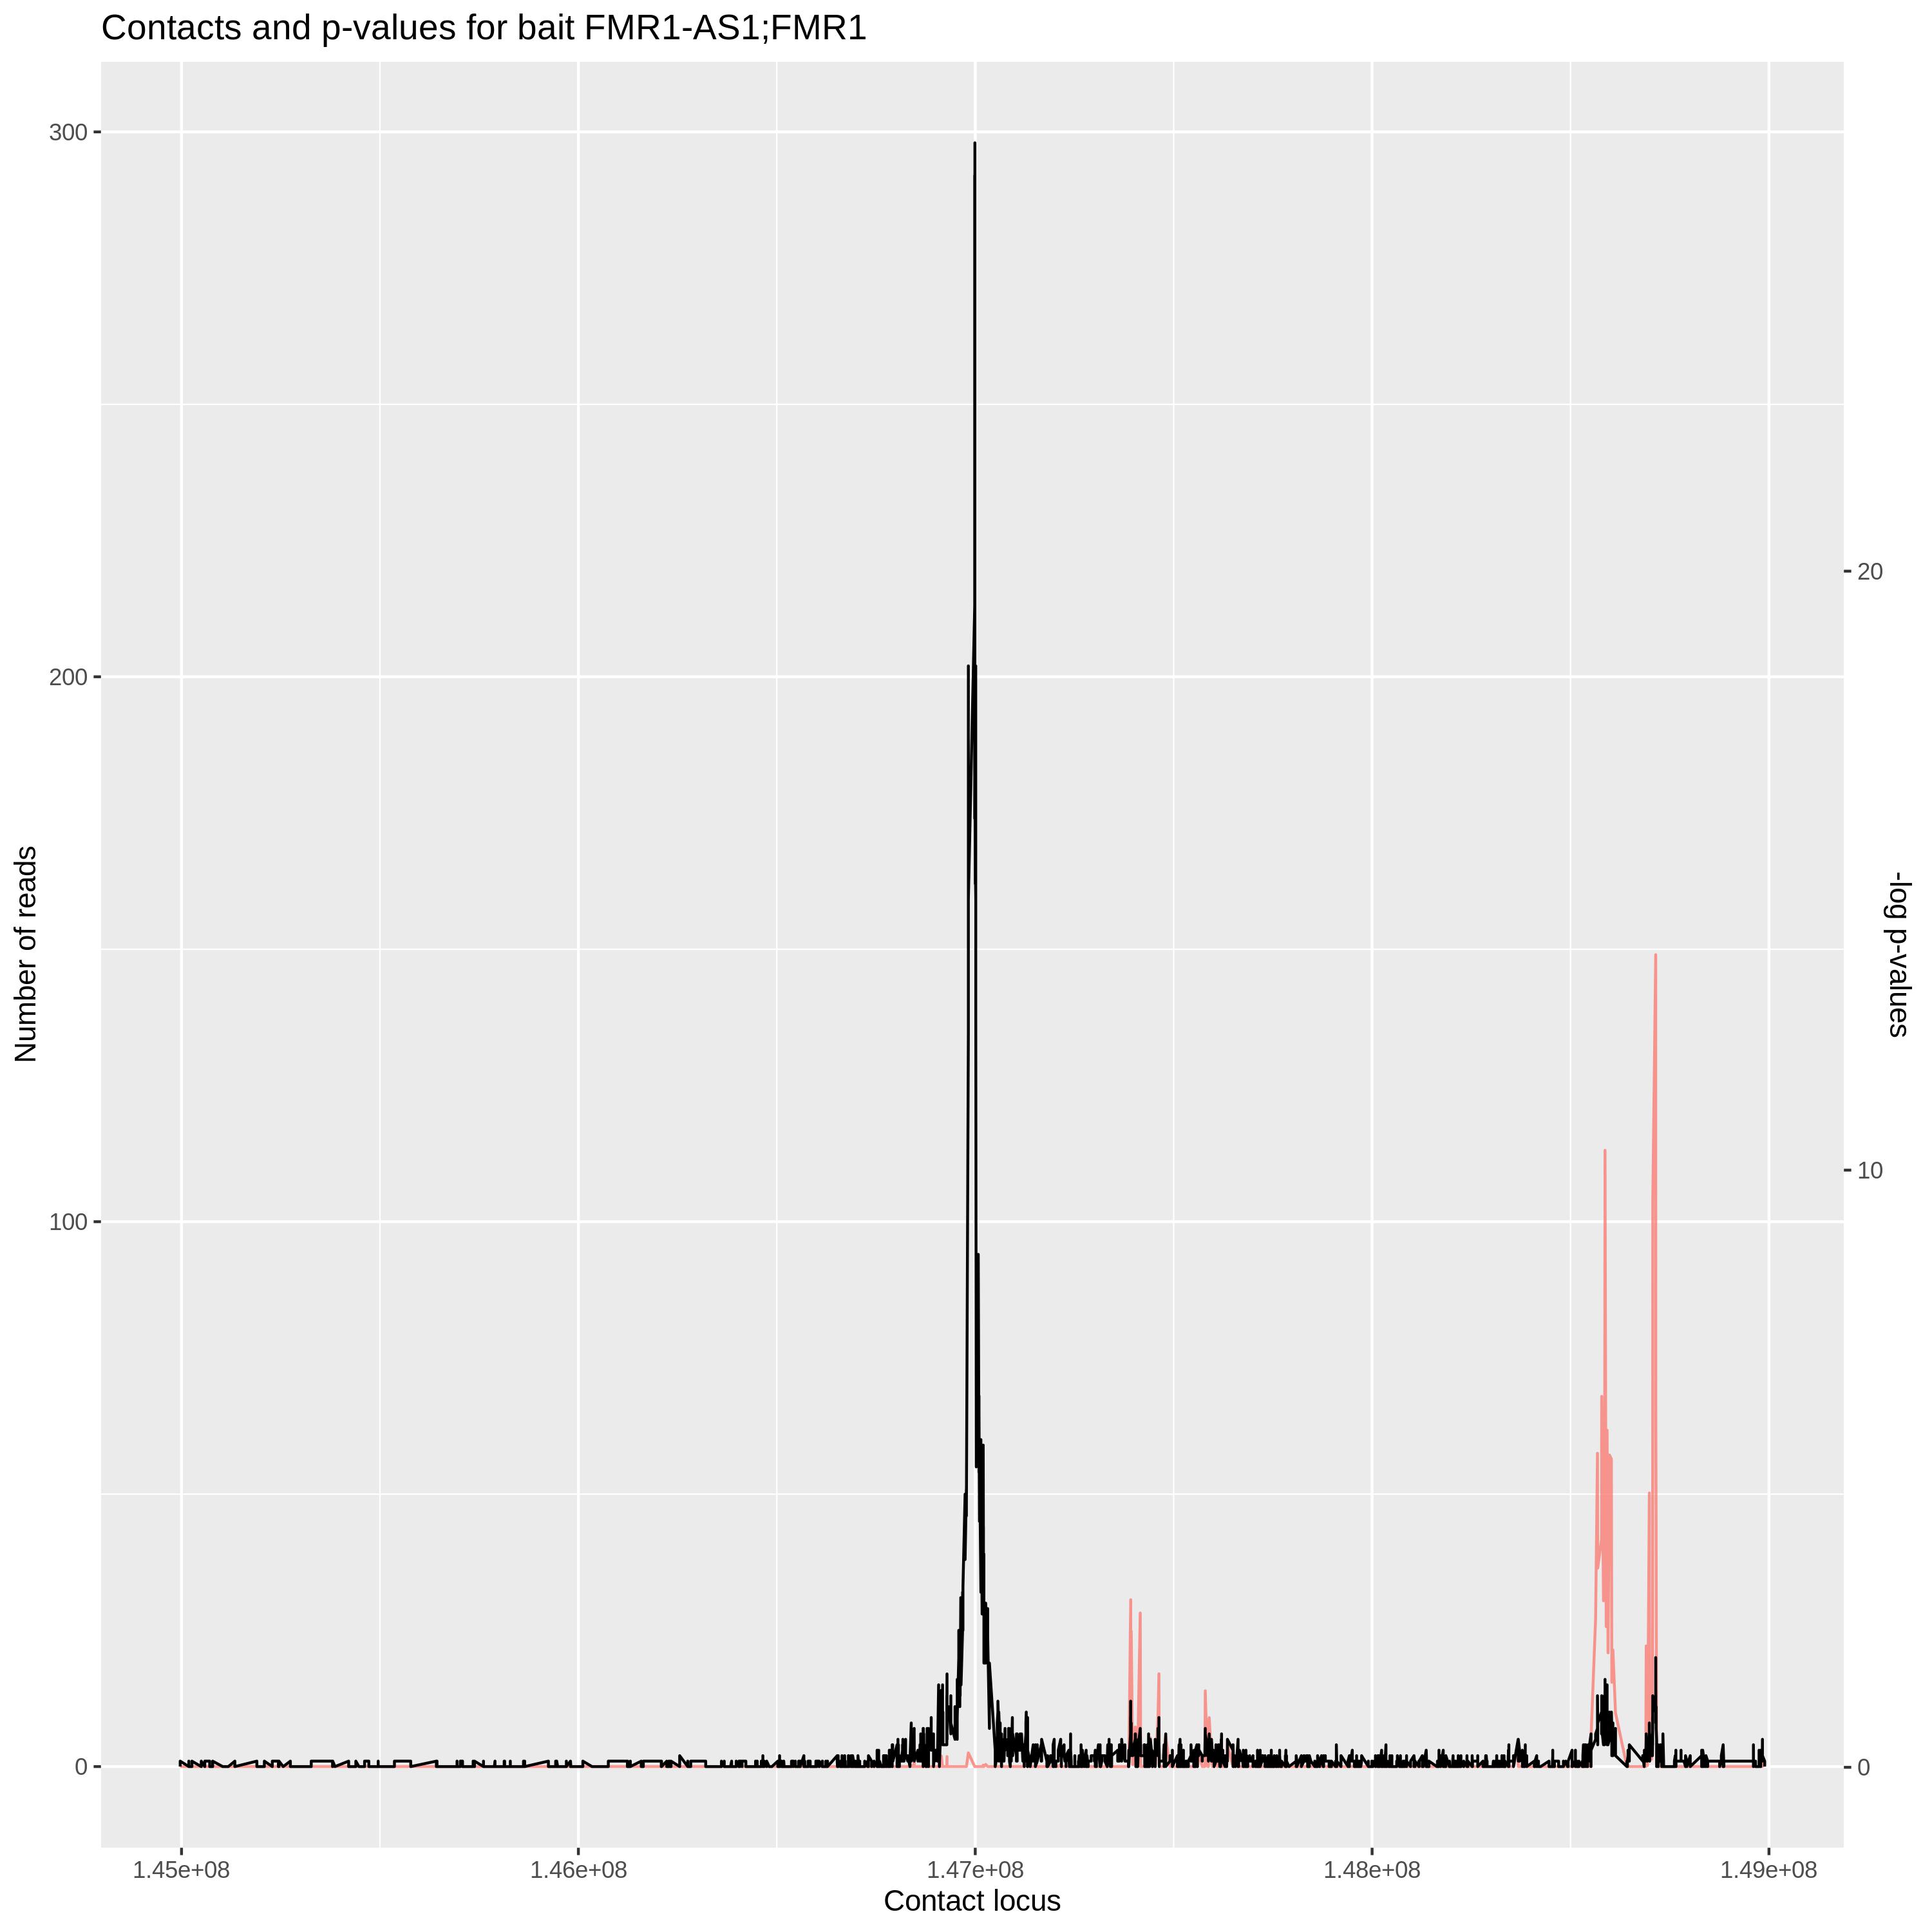 Contacts and p-values for bait FMR1-AS1;FMR1
300
200
100
0
Number of reads
20
10
0
-log p-values
1.45e+08 1.46e+08 1.47e+08 1.48e+08 1.49e+08
Contact locus